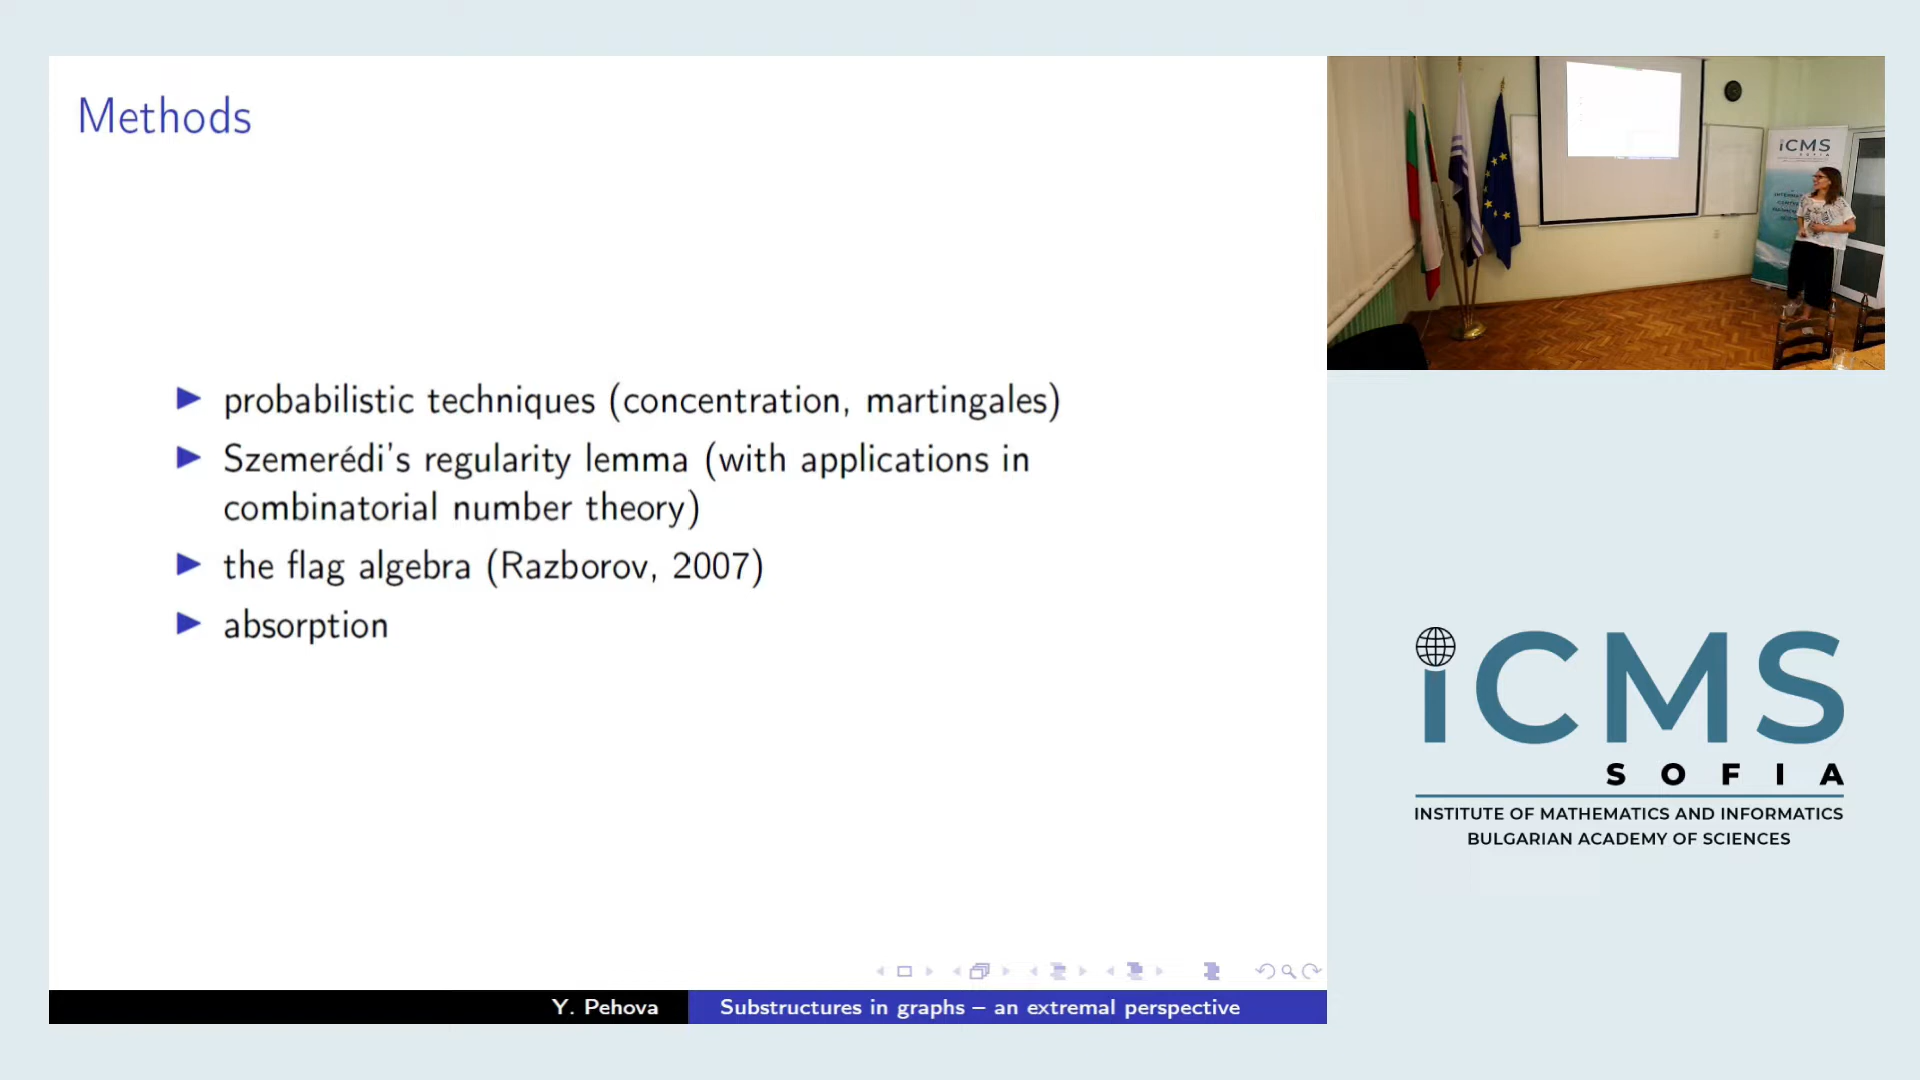 Methods
probabilistic techniques (concentration, martingales)
Szemerédi's regularity lemma (with applications in
combinatorial number theory)
the flag algebra (Razborov, 2007)
absorption
Y. Pehova
Substructures in graphs – an extremal perspective
iCMS
SOFIA
iCMS
SOFIA
INSTITUTE OF MATHEMATICS AND INFORMATICS
BULGARIAN ACADEMY OF SCIENCES